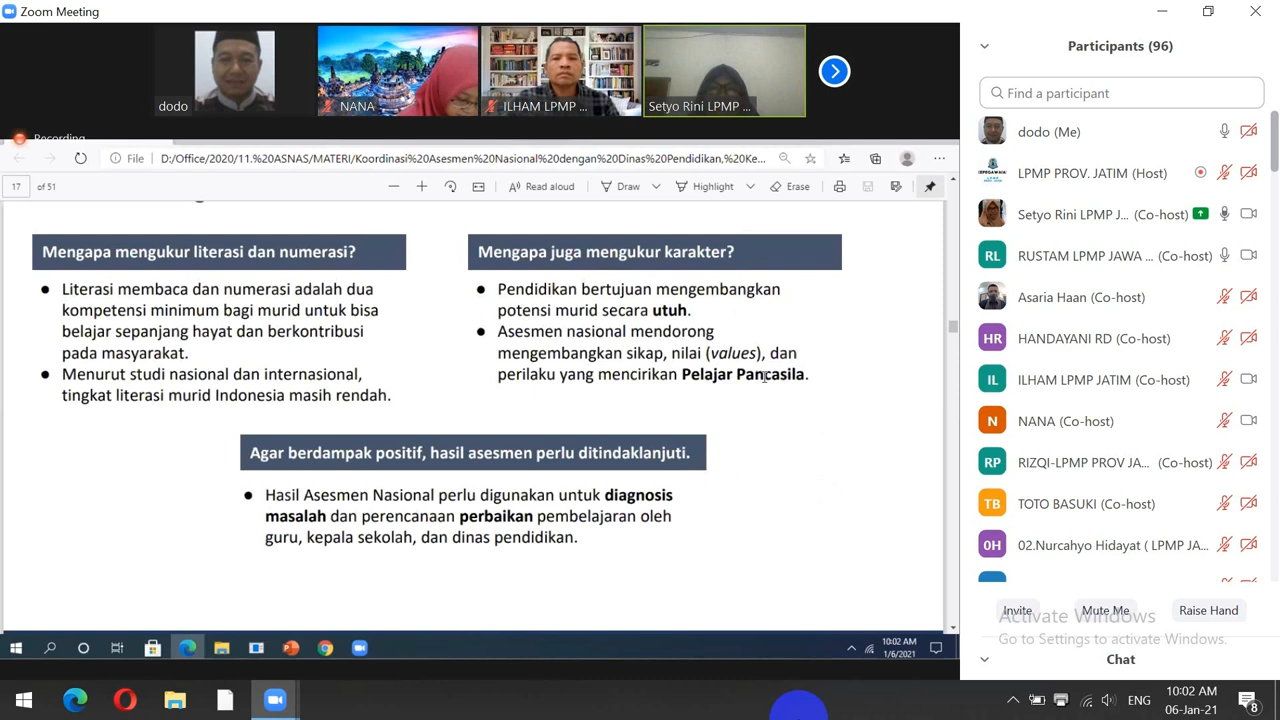 Zoom Meeting
dodo
NANA
ILHAM LPMP ...
Setyo Rini LPMP ...
Recording
File
D:/Office/2020/11.%20ASNAS/MATERI/Koordinasi%20Asesmen%20Nasional%20dengan%20Dinas%20Pendidikan,%20Ke...
17 of 51
Read aloud
Draw
Highlight
Erase
Mengapa mengukur literasi dan numerasi?
Literasi membaca dan numerasi adalah dua
kompetensi minimum bagi murid untuk bisa
belajar sepanjang hayat dan berkontribusi
pada masyarakat.
Menurut studi nasional dan internasional,
tingkat literasi murid Indonesia masih rendah.
Mengapa juga mengukur karakter?
Pendidikan bertujuan mengembangkan
potensi murid secara utuh.
Asesmen nasional mendorong
mengembangkan sikap, nilai (values), dan
perilaku yang mencirikan Pelajar Pancasila.
Agar berdampak positif, hasil asesmen perlu ditindaklanjuti.
Hasil Asesmen Nasional perlu digunakan untuk diagnosis
masalah dan perencanaan perbaikan pembelajaran oleh
guru, kepala sekolah, dan dinas pendidikan.
10:02 AM
1/6/2021
Participants (96)
Find a participant
dodo (Me)
LPMP PROV. JATIM (Host)
Setyo Rini LPMP J... (Co-host)
RL RUSTAM LPMP JAWA ... (Co-host)
Asaria Haan (Co-host)
HR HANDAYANI RD (Co-host)
IL ILHAM LPMP JATIM (Co-host)
N NANA (Co-host)
RP RIZQI-LPMP PROV JA... (Co-host)
TB TOTO BASUKI (Co-host)
0H 02.Nurcahyo Hidayat ( LPMP JA...
Invite
Mute Me
Raise Hand
Activate Windows
Go to Settings to activate Windows.
Chat
ENG
10:02 AM
06-Jan-21
8